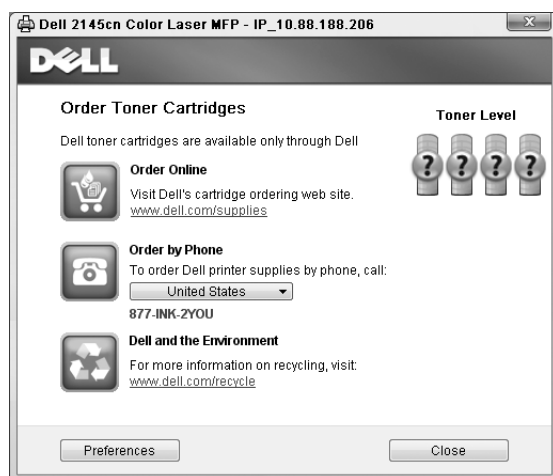 Dell 2145cn Color Laser MFP - IP_10.88.188.206
DELL
Order Toner Cartridges
Toner Level
Dell toner cartridges are available only through Dell
? ? ? ?
Order Online
Visit Dell's cartridge ordering web site.
www.dell.com/supplies
Order by Phone
To order Dell printer supplies by phone, call:
United States
877-INK-2YOU
Dell and the Environment
For more information on recycling, visit:
www.dell.com/recycle
Preferences
Close